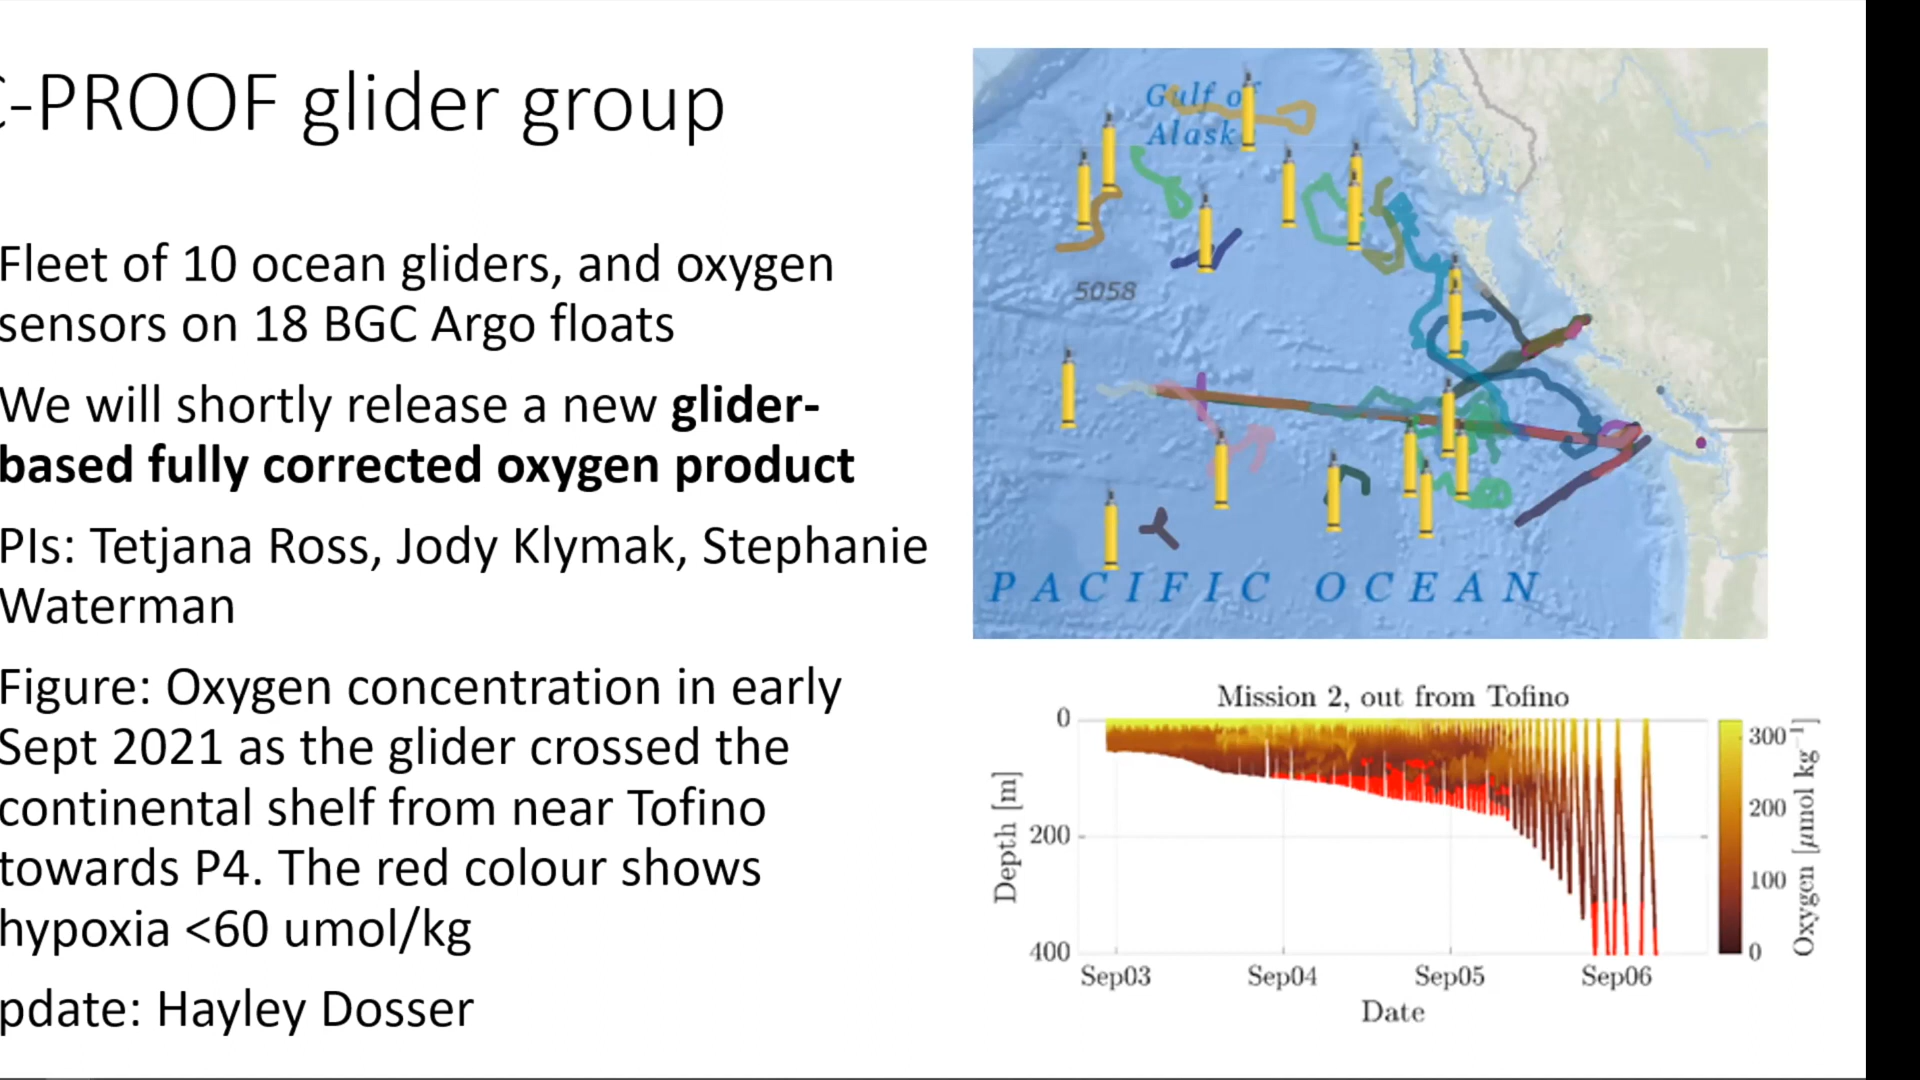 -PROOF glider group
Fleet of 10 ocean gliders, and oxygen
sensors on 18 BGC Argo floats
We will shortly release a new glider-
based fully corrected oxygen product
PIs: Tetjana Ross, Jody Klymak, Stephanie
Waterman
Figure: Oxygen concentration in early
Sept 2021 as the glider crossed the
continental shelf from near Tofino
towards P4. The red colour shows
hypoxia <60 umol/kg
pdate: Hayley Dosser
Gulf of
Alask
5058
PACIFIC OCEAN
Mission 2, out from Tofino
0
200
400
Depth [m]
Sep03 Sep04 Sep05 Sep06
Date
300
200
100
0
Oxygen [μmol kg⁻¹]